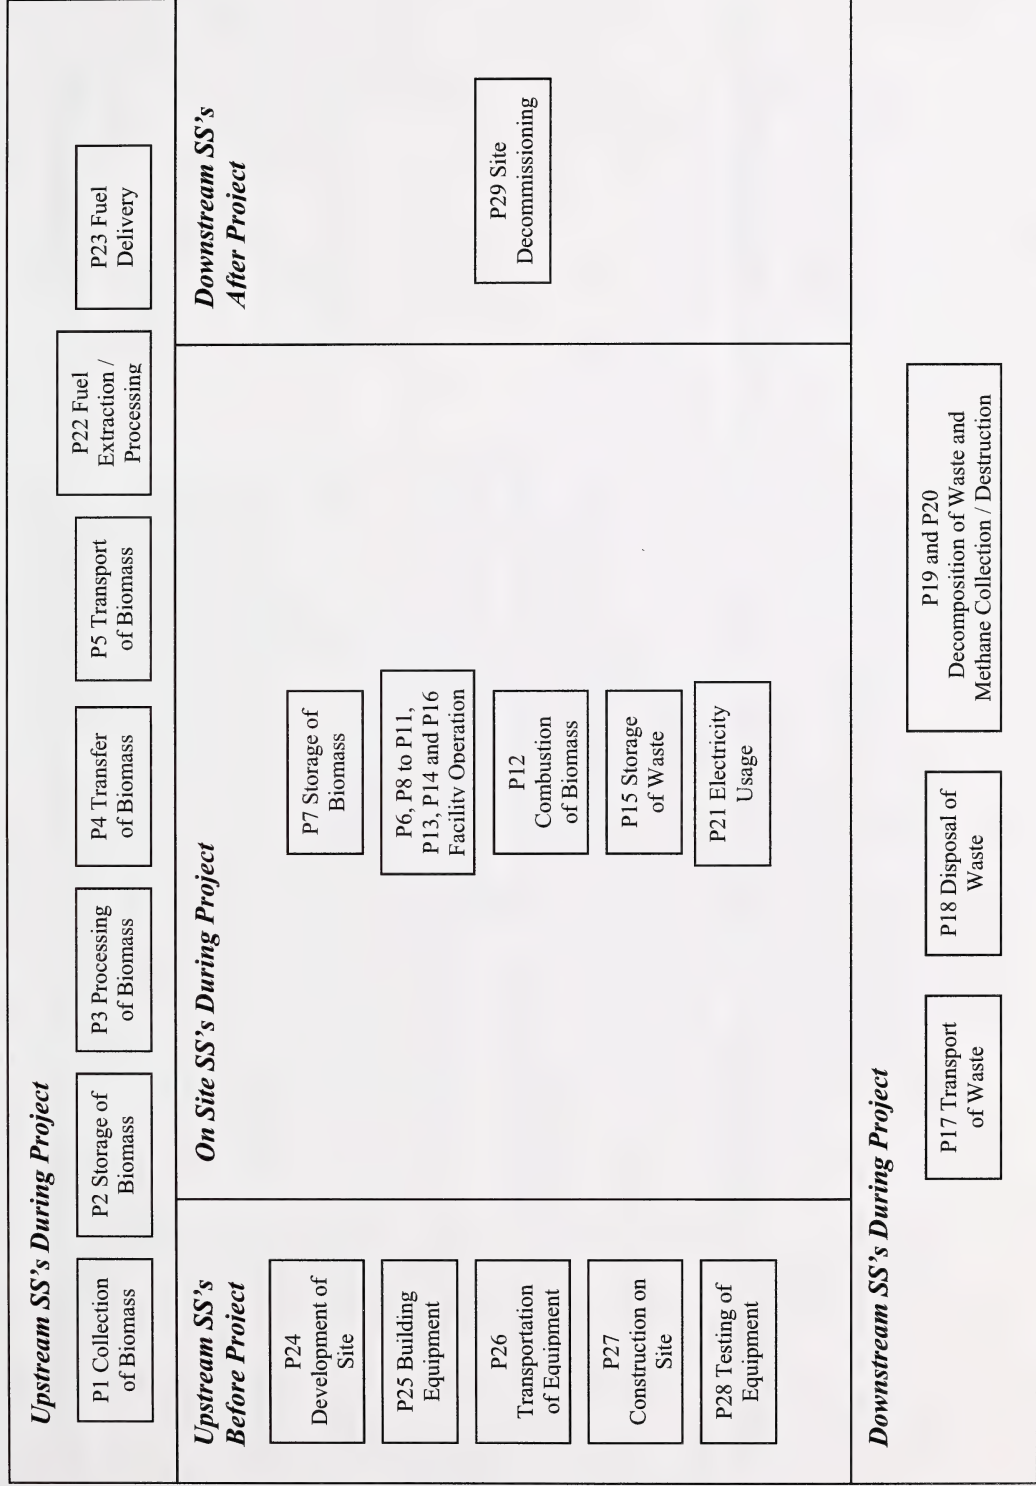 Upstream SS's During Project
P1 Collection
of Biomass
P2 Storage of
Biomass
P3 Processing
of Biomass
P4 Transfer
of Biomass
P5 Transport
of Biomass
P22 Fuel
Extraction /
Processing
P23 Fuel
Delivery
Upstream SS's
Before Project
P24
Development of
Site
P25 Building
Equipment
P26
Transportation
of Equipment
P27
Construction on
Site
P28 Testing of
Equipment
On Site SS's During Project
P7 Storage of
Biomass
P6, P8 to P11,
P13, P14 and P16
Facility Operation
P12
Combustion
of Biomass
P15 Storage
of Waste
P21 Electricity
Usage
Downstream SS's
After Project
P29 Site
Decommissioning
Downstream SS's During Project
P17 Transport
of Waste
P18 Disposal of
Waste
P19 and P20
Decomposition of Waste and
Methane Collection / Destruction